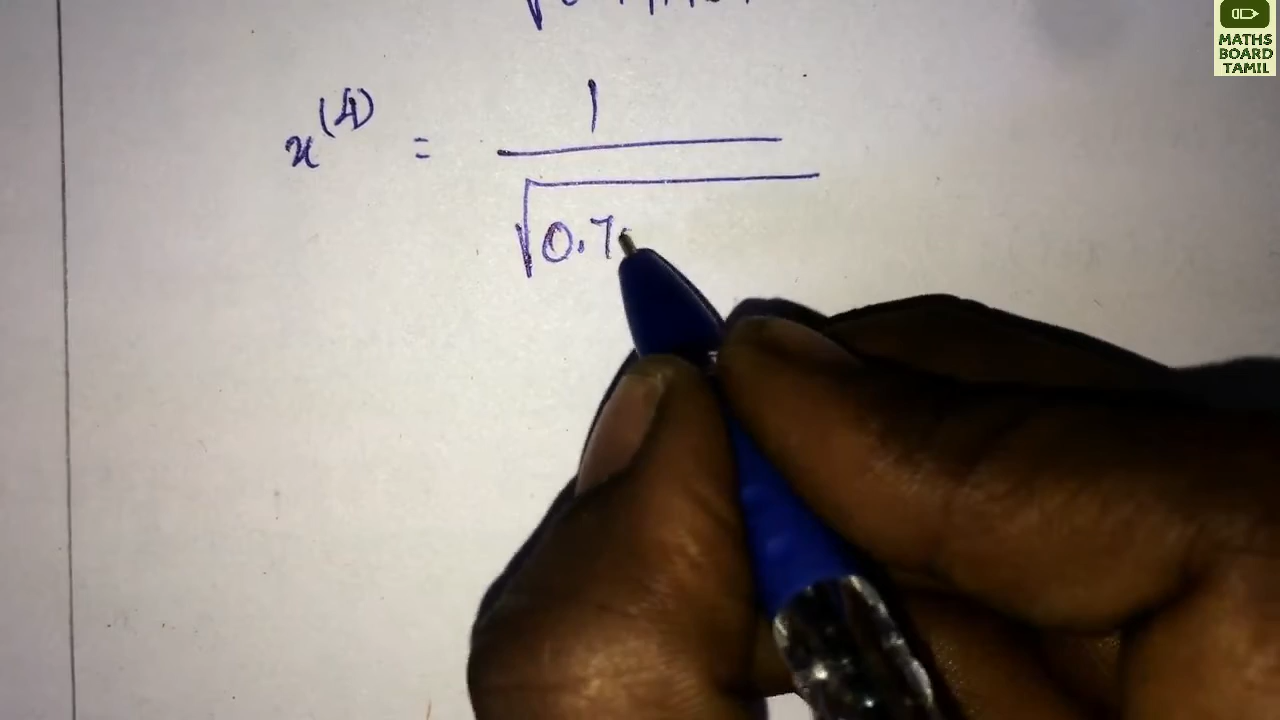 MATHS
BOARD
TAMIL
x^(4) = 1 / √0.7